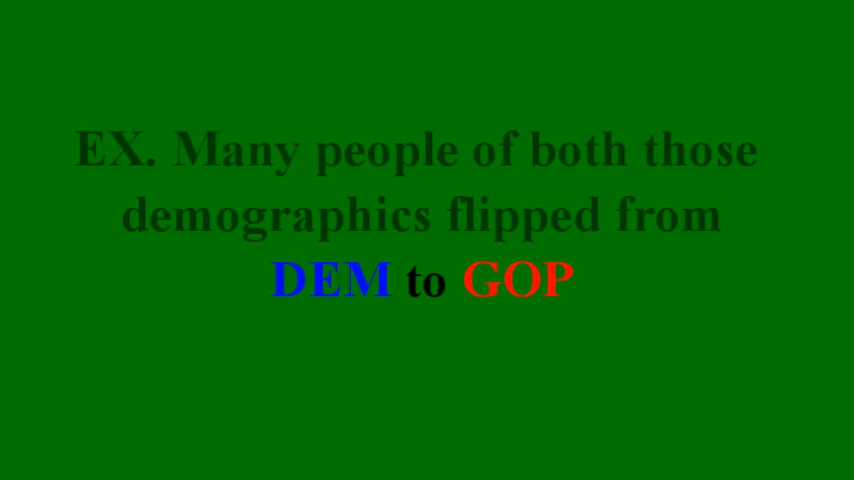 EX. Many people of both those
demographics flipped from
DEM to GOP